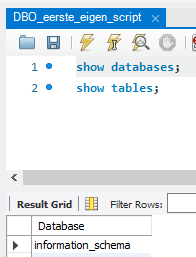 DBO_eerste_eigen_script
1 show databases;
2 show tables;
Result Grid Filter Rows:
Database
information_schema